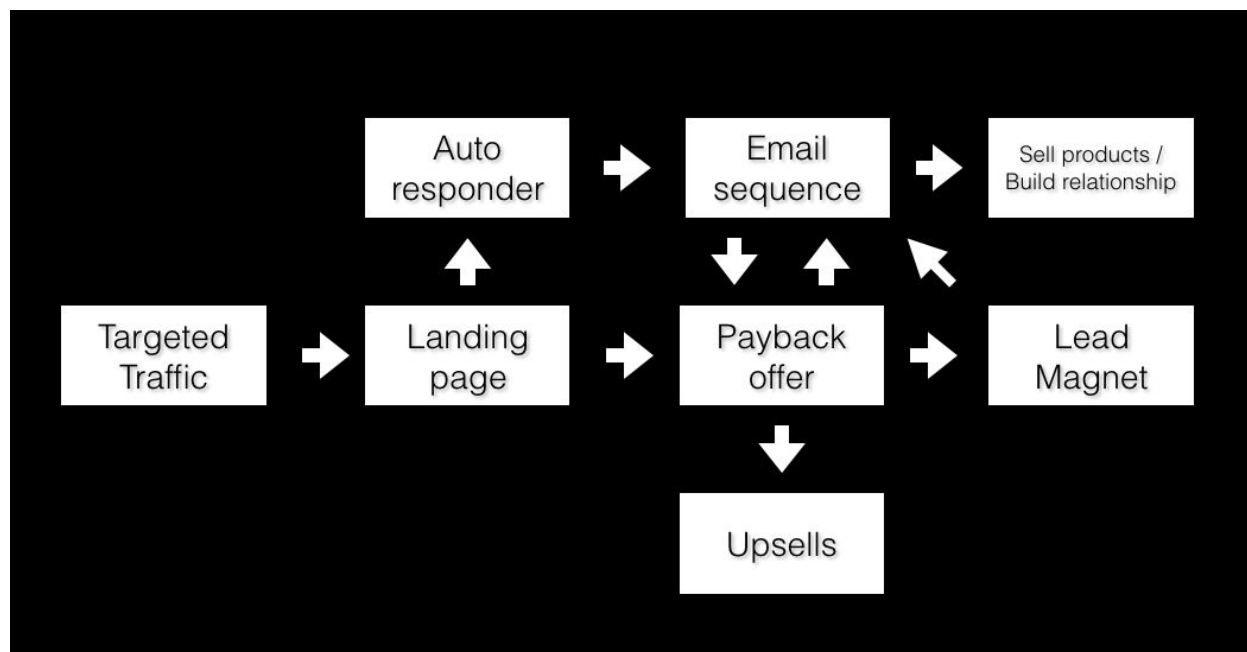 Auto
responder
Email
sequence
Sell products /
Build relationship
Targeted
Traffic
Landing
page
Payback
offer
Lead
Magnet
Upsells